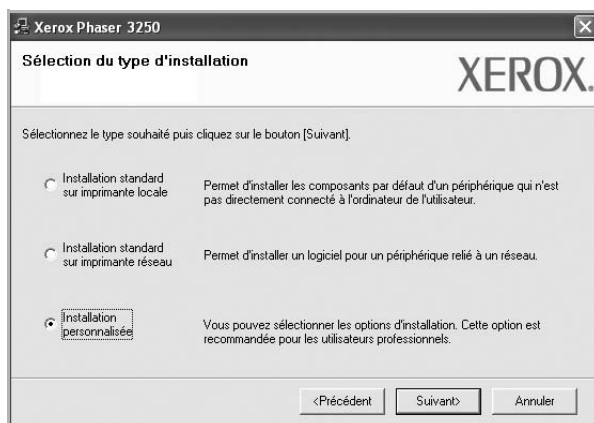 Xerox Phaser 3250
Sélection du type d'installation
XEROX.
Sélectionnez le type souhaité puis cliquez sur le bouton [Suivant].
Installation standard
sur imprimante locale
Permet d'installer les composants par défaut d'un périphérique qui n'est
pas directement connecté à l'ordinateur de l'utilisateur.
Installation standard
sur imprimante réseau
Permet d'installer un logiciel pour un périphérique relié à un réseau.
Installation
personnalisée
Vous pouvez sélectionner les options d'installation. Cette option est
recommandée pour les utilisateurs professionnels.
<Précédent
Suivant>
Annuler